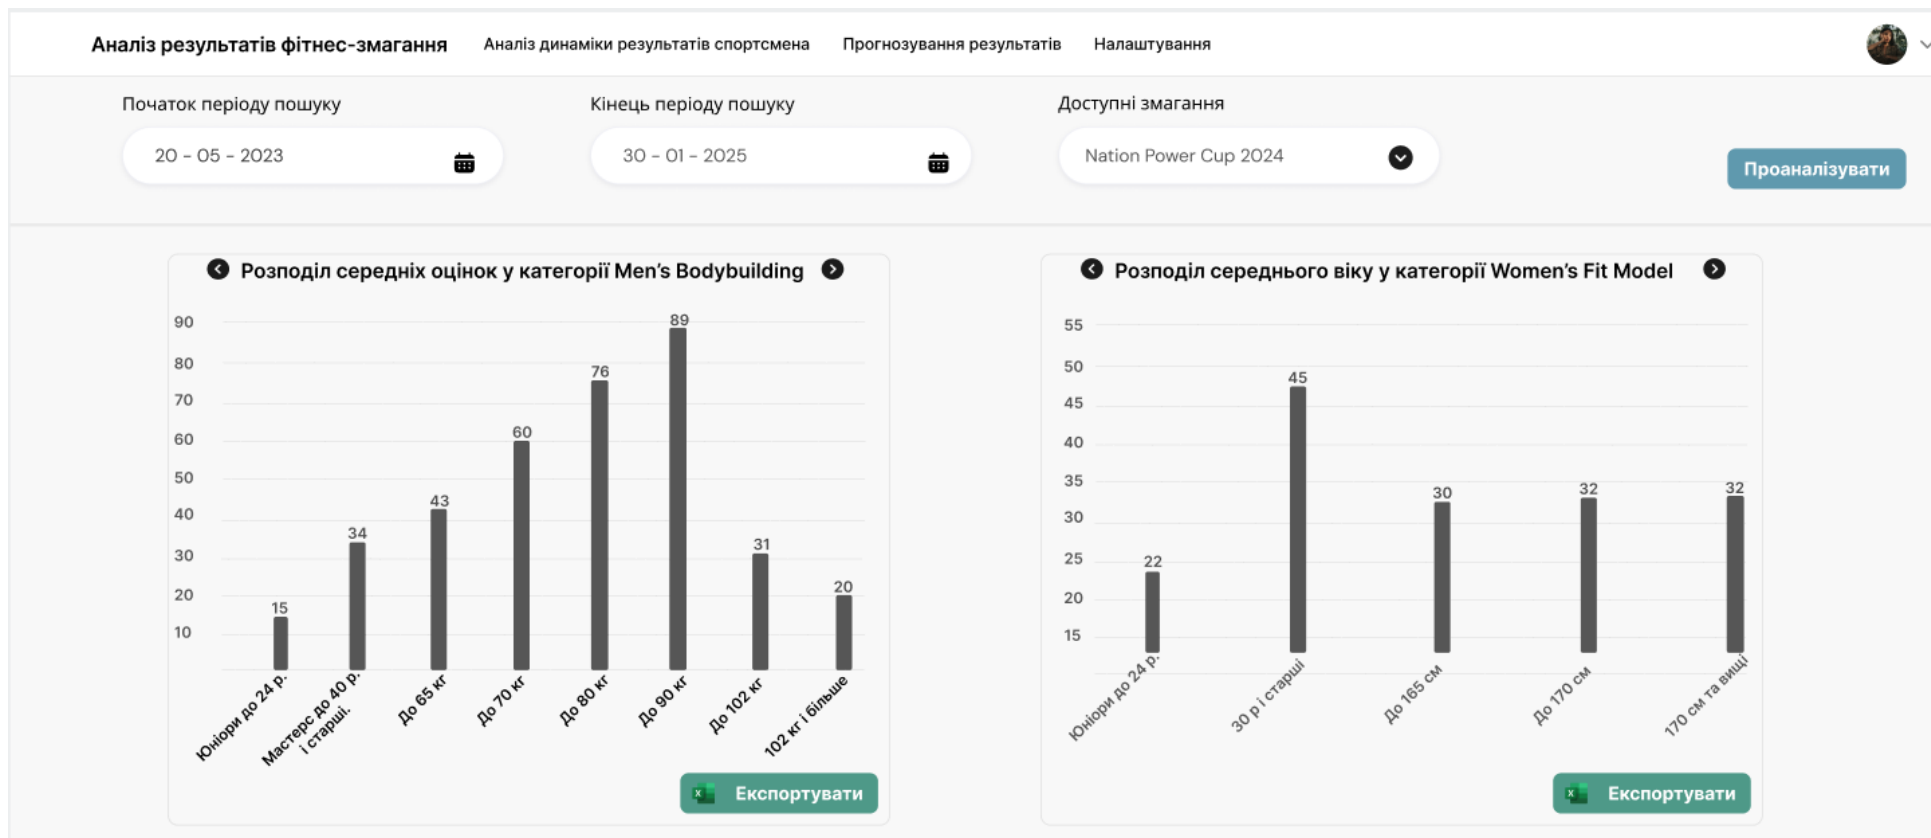 Аналіз результатів фітнес-змагання Аналіз динаміки результатів спортсмена Прогнозування результатів Налаштування
Початок періоду пошуку Кінець періоду пошуку Доступні змагання
20 - 05 - 2023 30 - 01 - 2025 Nation Power Cup 2024
Проаналізувати
Розподіл середніх оцінок у категорії Men's Bodybuilding
90
80
70
60
50
40
30
20
10
15
34
43
60
76
89
31
20
Юніори до 24 р.
Мастерс до 40 р.
і старші.
До 65 кг
До 70 кг
До 80 кг
До 90 кг
До 102 кг
102 кг і більше
Експортувати
Розподіл середнього віку у категорії Women's Fit Model
55
50
45
40
35
30
25
20
15
22
45
30
32
32
Юніори до 24 р.
30 р і старші
До 165 см
До 170 см
170 см та вищі
Експортувати